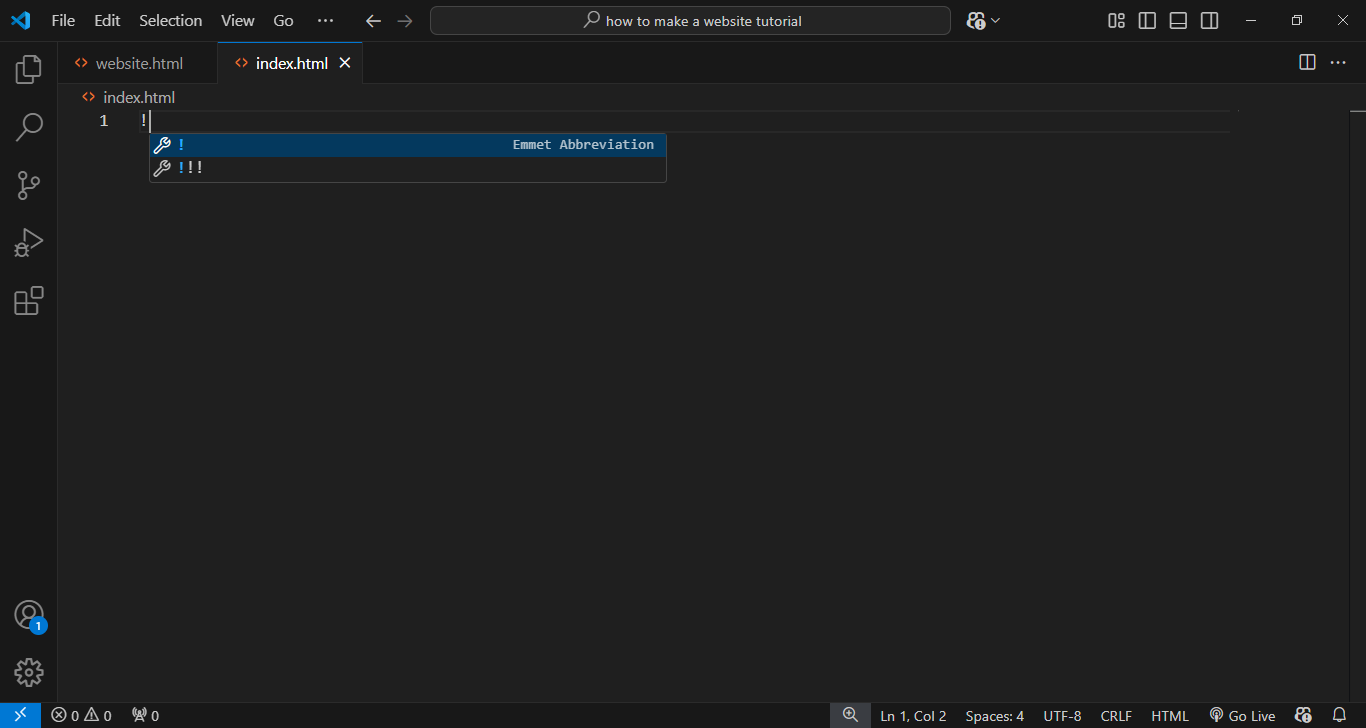 File Edit Selection View Go ··· how to make a website tutorial
website.html index.html
index.html
1 !
! Emmet Abbreviation
!!!
1
0 0 0 Ln 1, Col 2 Spaces: 4 UTF-8 CRLF HTML Go Live